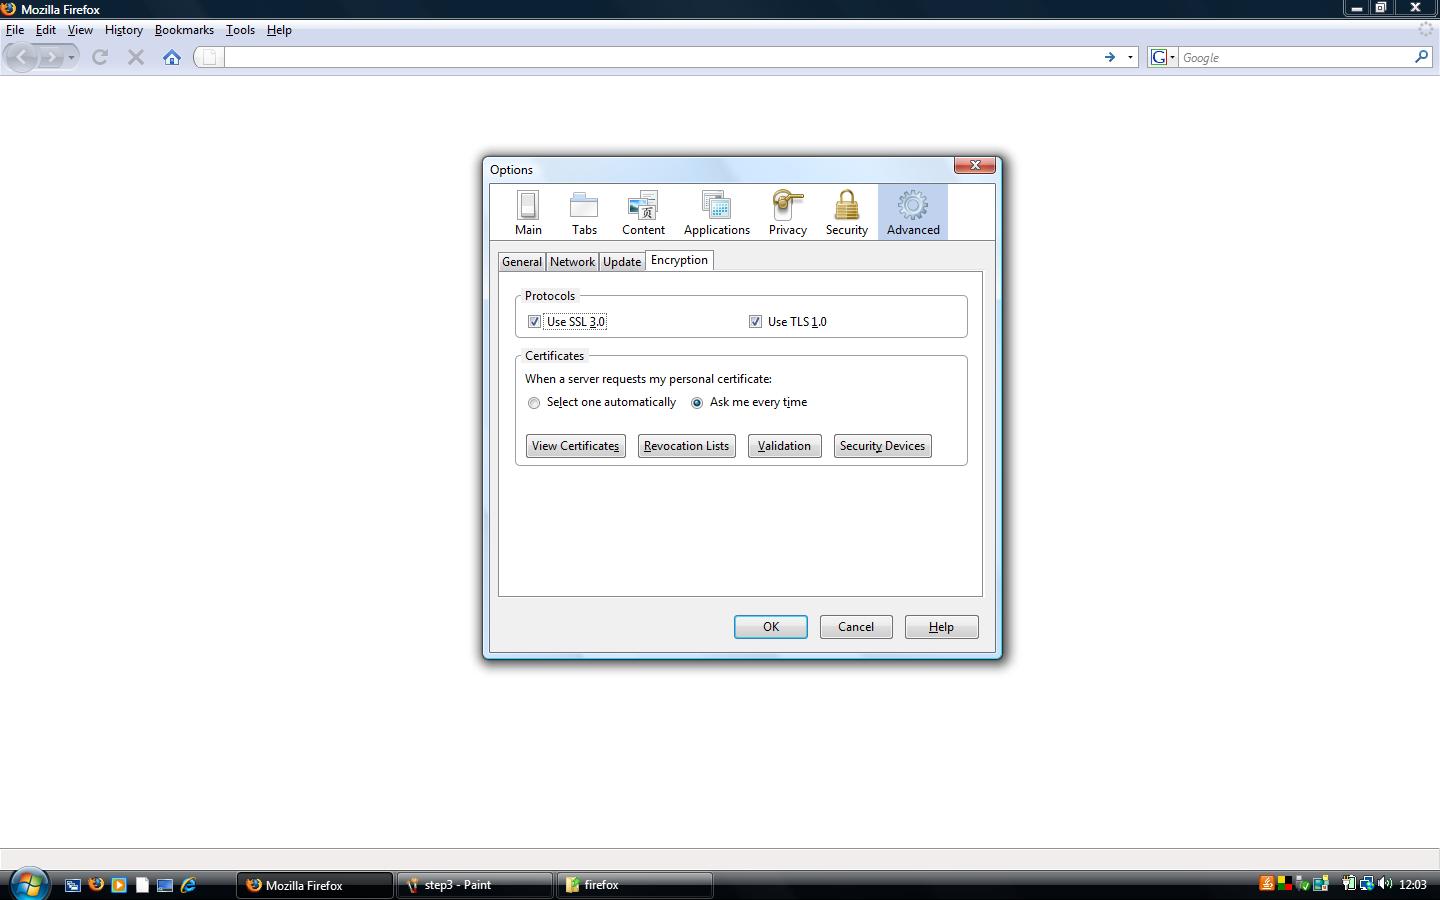 Mozilla Firefox
File Edit View History Bookmarks Tools Help
G Google
Options
Main Tabs Content Applications Privacy Security Advanced
页
General Network Update Encryption
Protocols
Use SSL 3.0 Use TLS 1.0
Certificates
When a server requests my personal certificate:
Select one automatically Ask me every time
View Certificates Revocation Lists Validation Security Devices
OK Cancel Help
Mozilla Firefox step3 - Paint firefox 12:03